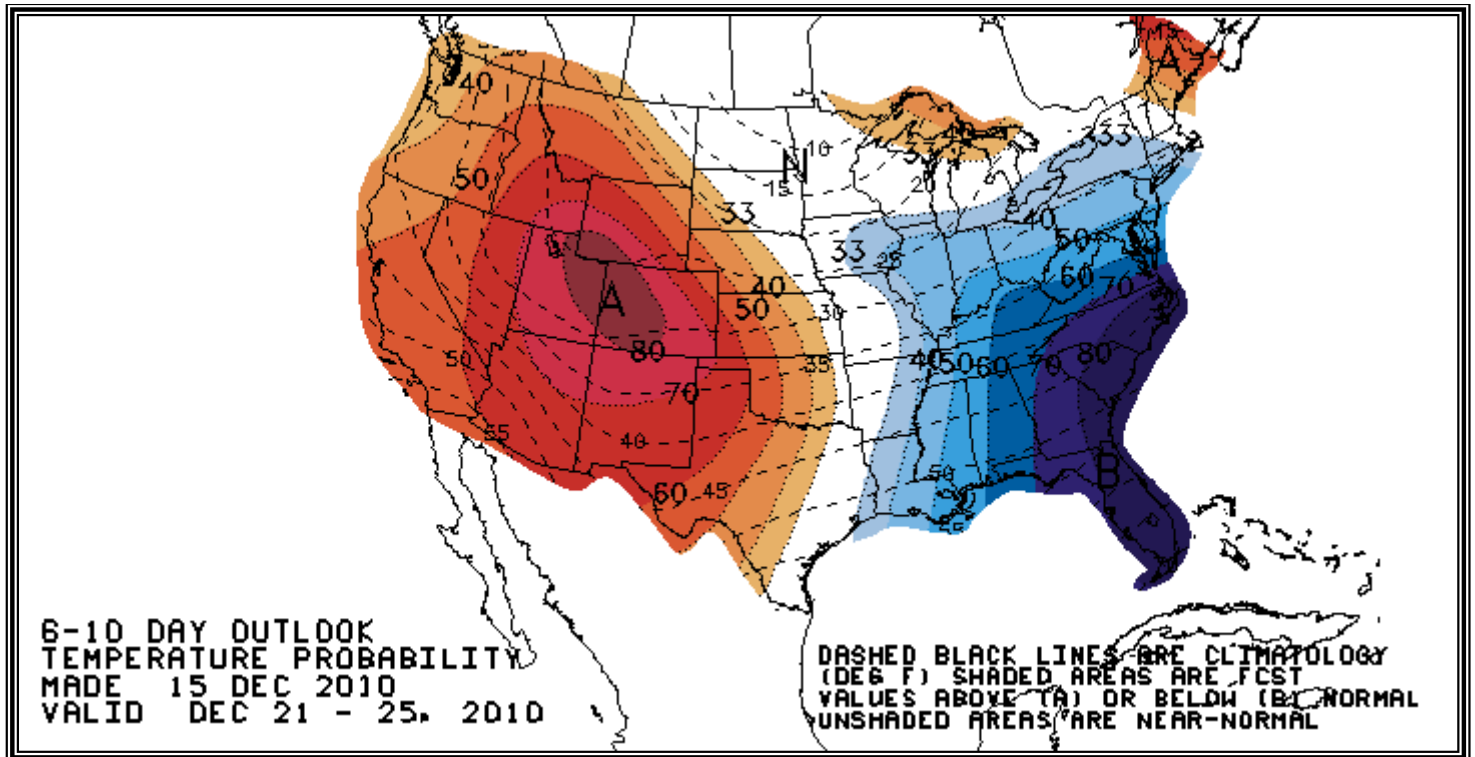 40
A
50
N
10
15
20
33
33
33
40
50
60
70
40
50
A
80
70
50
55
40
60
45
30
35
40
50
60
70
80
B
50
6-10 DAY OUTLOOK
TEMPERATURE PROBABILITY
MADE 15 DEC 2010
VALID DEC 21 - 25, 2010
DASHED BLACK LINES ARE CLIMATOLOGY
(DEG F) SHADED AREAS ARE FCST
VALUES ABOVE (A) OR BELOW (B) NORMAL
UNSHADED AREAS ARE NEAR-NORMAL